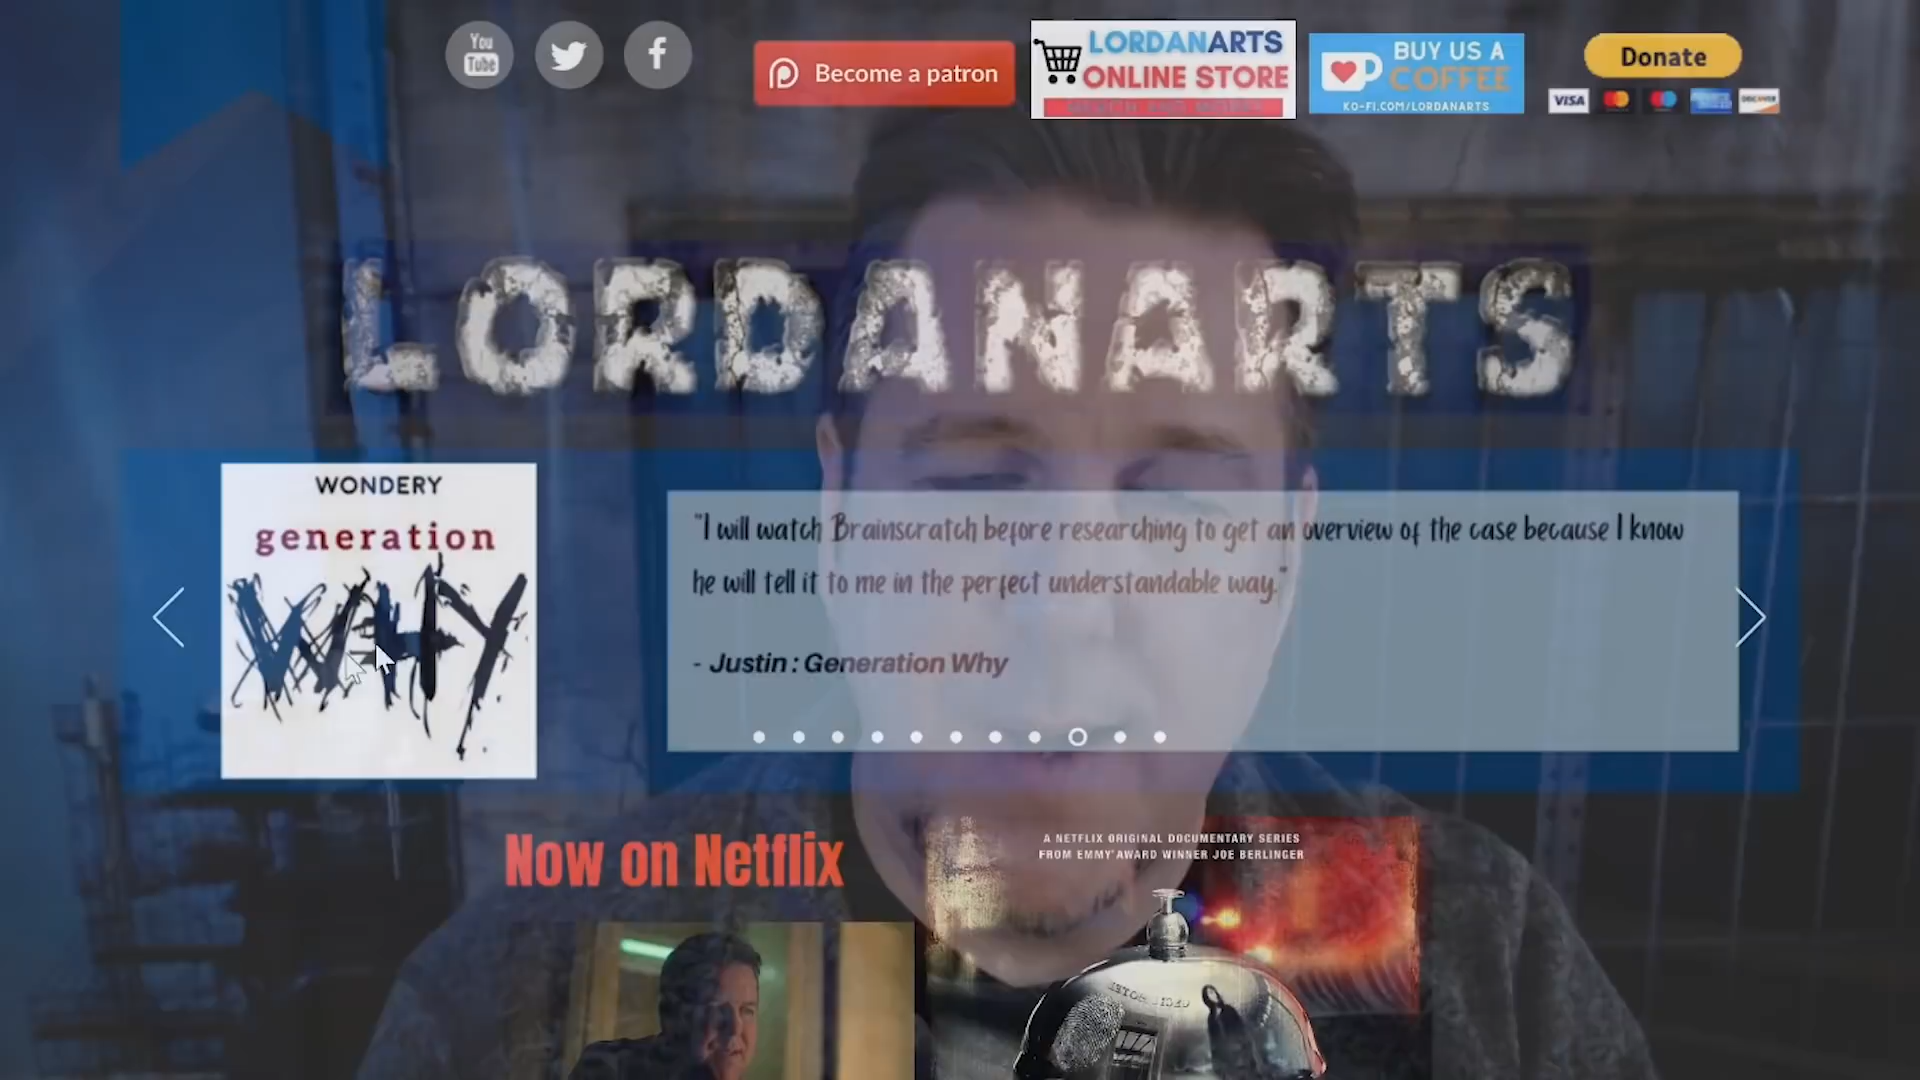 You
Tube
Become a patron
LORDANARTS
ONLINE STORE
BUY US A
COFFEE
KO-FI.COM/LORDANARTS
Donate
VISA
DISCOVER
LORDANARTS
WONDERY
generation
WHY
"I will watch Brainscratch before researching to get an overview of the case because I know
he will tell it to me in the perfect understandable way."
- Justin : Generation Why
Now on Netflix
A NETFLIX ORIGINAL DOCUMENTARY SERIES
FROM EMMY AWARD WINNER JOE BERLINGER
CECIL HOTEL